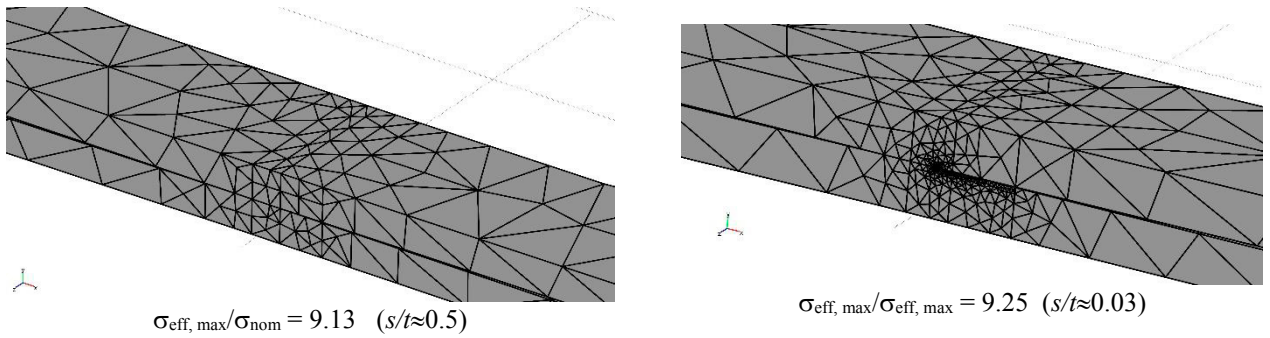 σeff, max/σnom = 9.13 (s/t≈0.5)
σeff, max/σeff, max = 9.25 (s/t≈0.03)